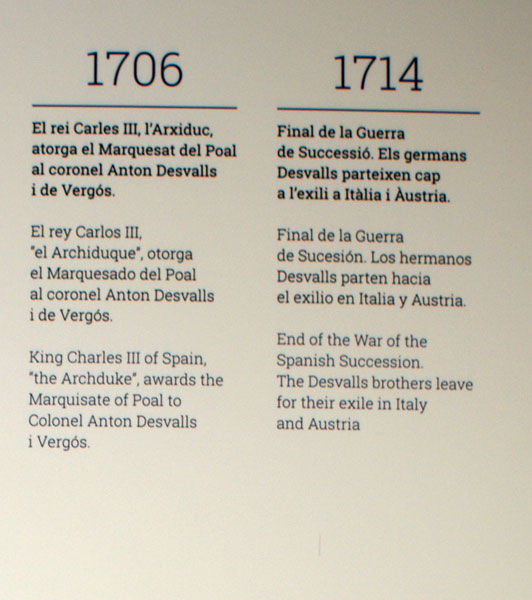 1706
El rei Carles III, l'Arxiduc,
atorga el Marquesat del Poal
al coronel Anton Desvalls
i de Vergós.
El rey Carlos III,
"el Archiduque", otorga
el Marquesado del Poal
al coronel Anton Desvalls
i de Vergós.
King Charles III of Spain,
"the Archduke", awards the
Marquisate of Poal to
Colonel Anton Desvalls
i Vergós.
1714
Final de la Guerra
de Successió. Els germans
Desvalls parteixen cap
a l'exili a Itàlia i Àustria.
Final de la Guerra
de Sucesión. Los hermanos
Desvalls parten hacia
el exilio en Italia y Austria.
End of the War of the
Spanish Succession.
The Desvalls brothers leave
for their exile in Italy
and Austria